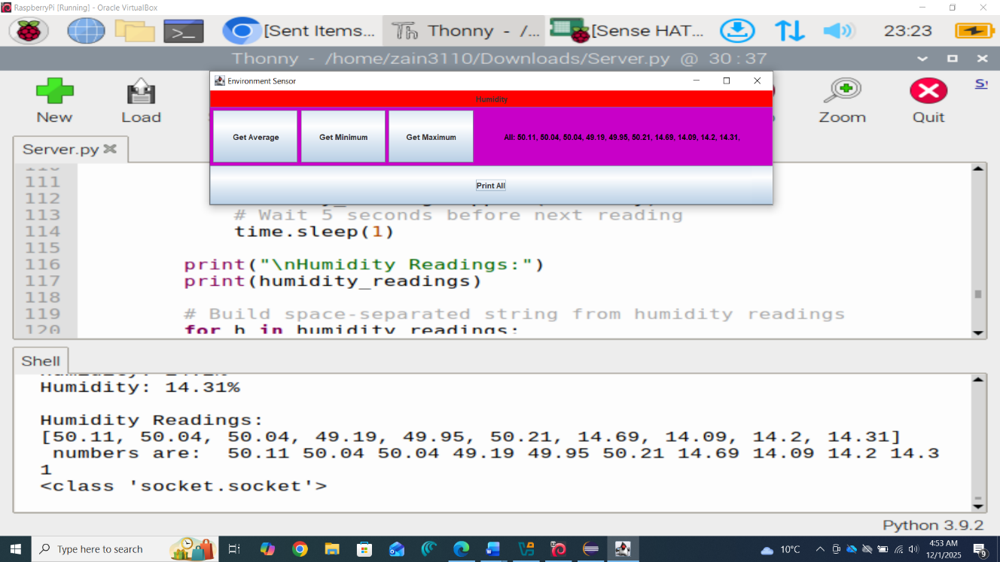 RaspberryPi [Running] - Oracle VirtualBox
[Sent Items... Thonny - /... [Sense HAT... 23:23
Thonny - /home/zain3110/Downloads/Server.py @ 30:37
Environment Sensor
Humidity
New Load Zoom Quit
Get Average Get Minimum Get Maximum All: 50.11, 50.04, 50.04, 49.19, 49.95, 50.21, 14.69, 14.09, 14.2, 14.31.
Server.py
Print All
111
112
113 # Wait 5 seconds before next reading
114 time.sleep(1)
115
116 print("\nHumidity Readings:")
117 print(humidity_readings)
118
119 # Build space-separated string from humidity readings
120 for h in humidity_readings:
Shell
Humidity: 14.31%
Humidity Readings:
[50.11, 50.04, 50.04, 49.19, 49.95, 50.21, 14.69, 14.09, 14.2, 14.31]
numbers are: 50.11 50.04 50.04 49.19 49.95 50.21 14.69 14.09 14.2 14.3
1
<class 'socket.socket'>
Python 3.9.2
Type here to search 10°C 4:53 AM
12/1/2025 9